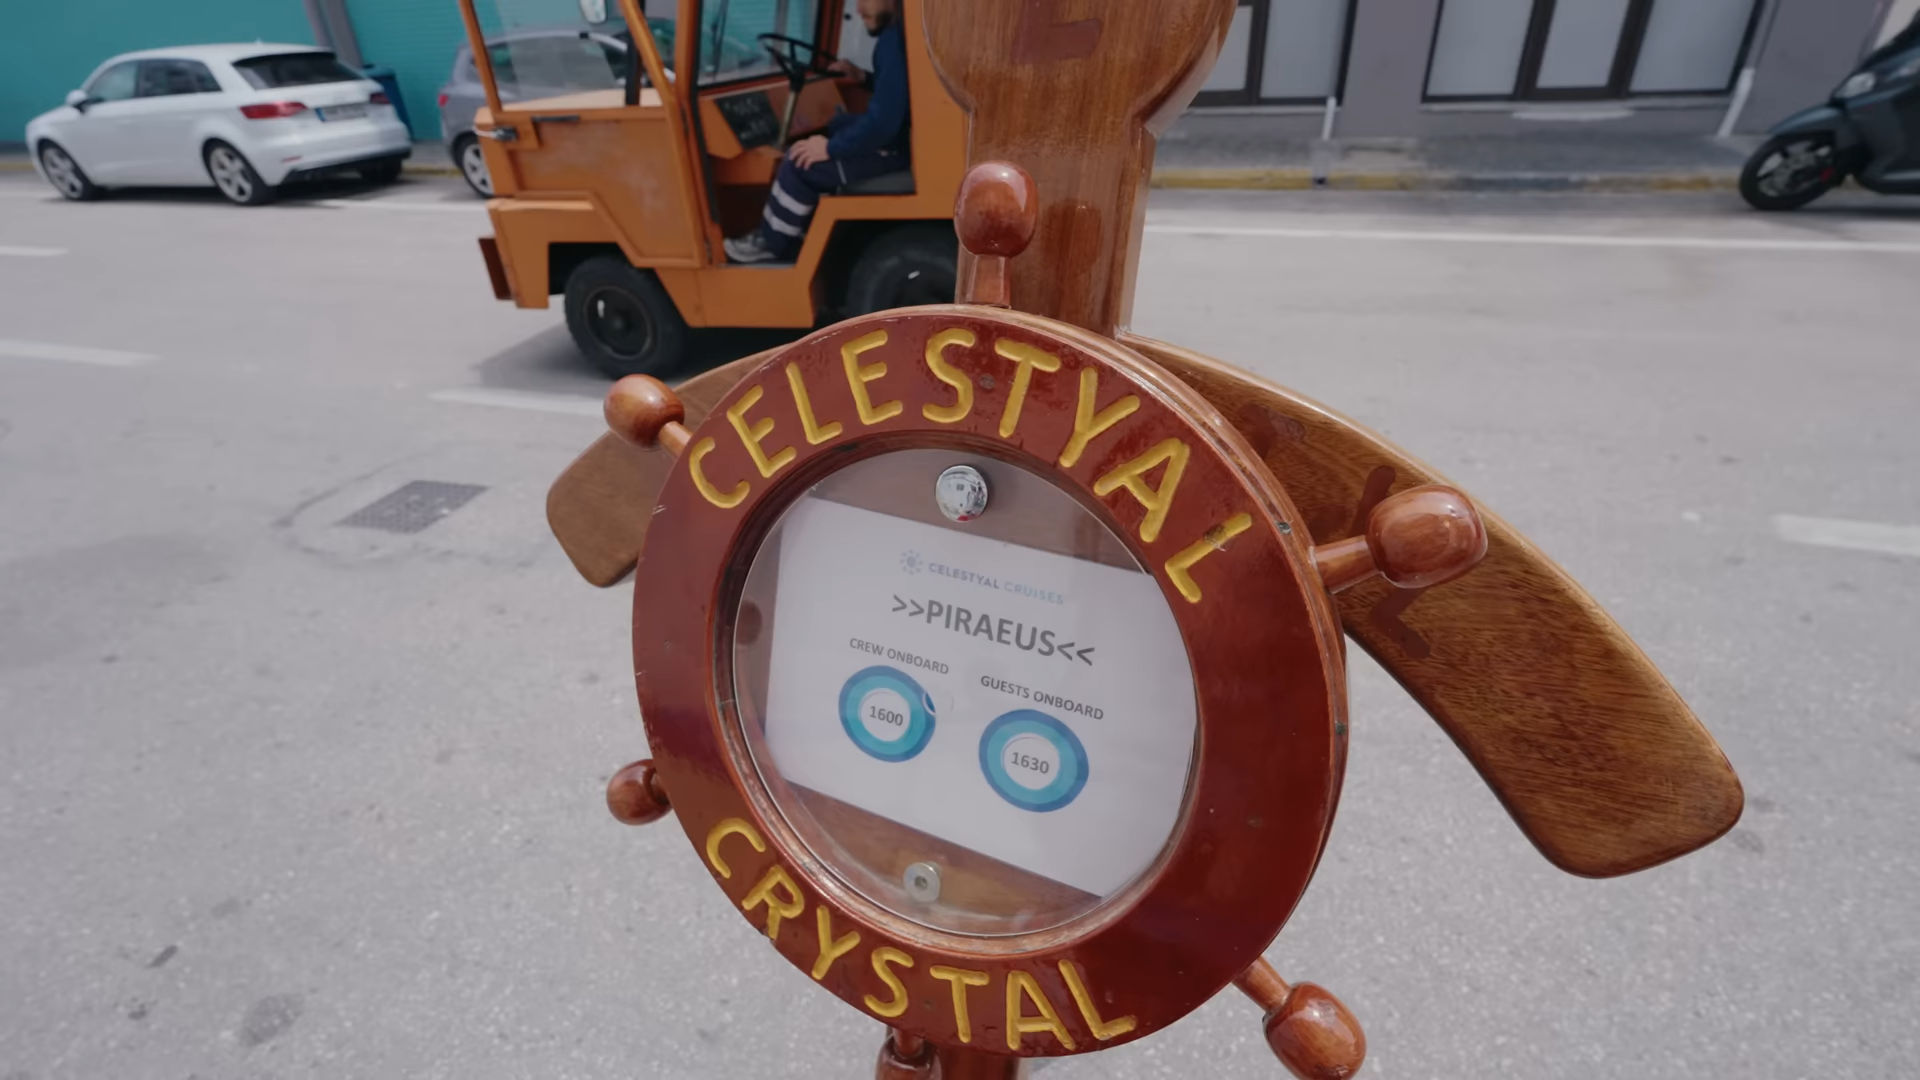 CELESTYAL
CELESTYAL CRUISES
>>PIRAEUS<<
CREW ONBOARD
1600
GUESTS ONBOARD
1630
CRYSTAL